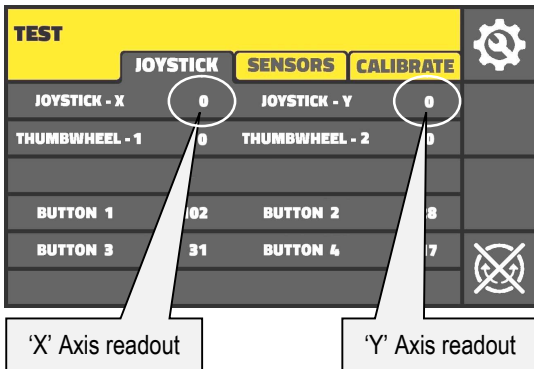 TEST
JOYSTICK SENSORS CALIBRATE
JOYSTICK - X 0 JOYSTICK - Y 0
THUMBWHEEL - 1 0 THUMBWHEEL - 2 0
BUTTON 1 BUTTON 2
BUTTON 3 31 BUTTON 4
'X' Axis readout 'Y' Axis readout